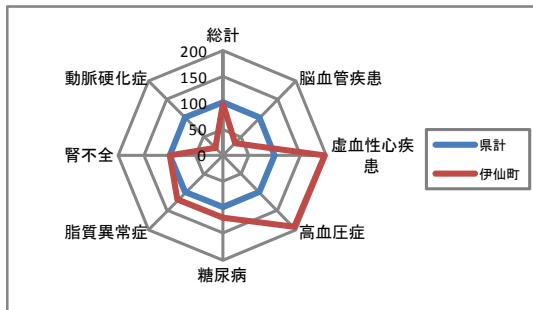 総計
200
150
100
50
0
脳血管疾患
虚血性心疾
患
高血圧症
糖尿病
脂質異常症
腎不全
動脈硬化症
県計
伊仙町